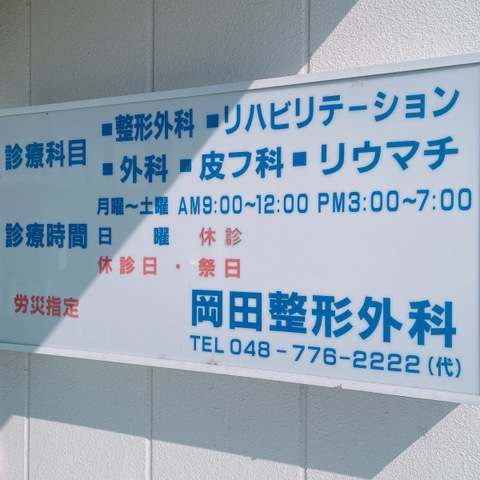 診療科目 ■整形外科 ■リハビリテーション
■外科 ■皮フ科 ■リウマチ
診療時間 月曜〜土曜 AM9:00〜12:00 PM3:00〜7:00
日 曜 休診
休診日・祭日
労災指定
岡田整形外科
TEL 048-776-2222(代)